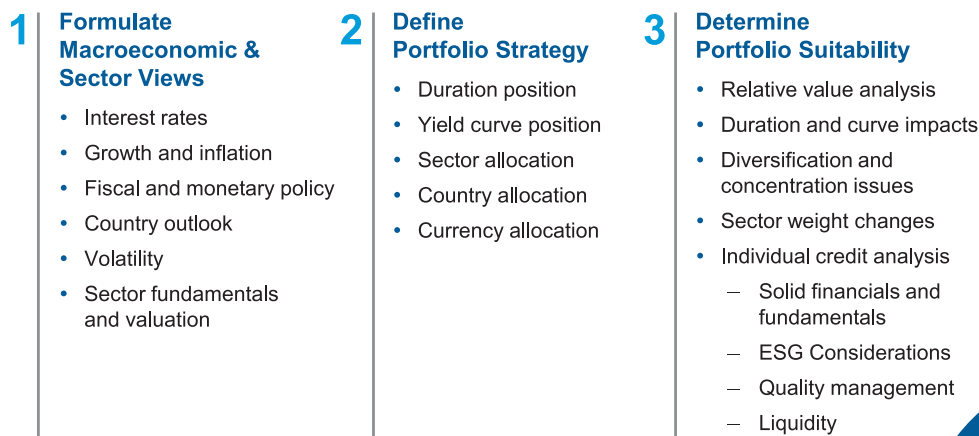 1
Formulate
Macroeconomic &
Sector Views
• Interest rates
• Growth and inflation
• Fiscal and monetary policy
• Country outlook
• Volatility
• Sector fundamentals
and valuation
2
Define
Portfolio Strategy
• Duration position
• Yield curve position
• Sector allocation
• Country allocation
• Currency allocation
3
Determine
Portfolio Suitability
• Relative value analysis
• Duration and curve impacts
• Diversification and
concentration issues
• Sector weight changes
• Individual credit analysis
– Solid financials and
fundamentals
– ESG Considerations
– Quality management
– Liquidity